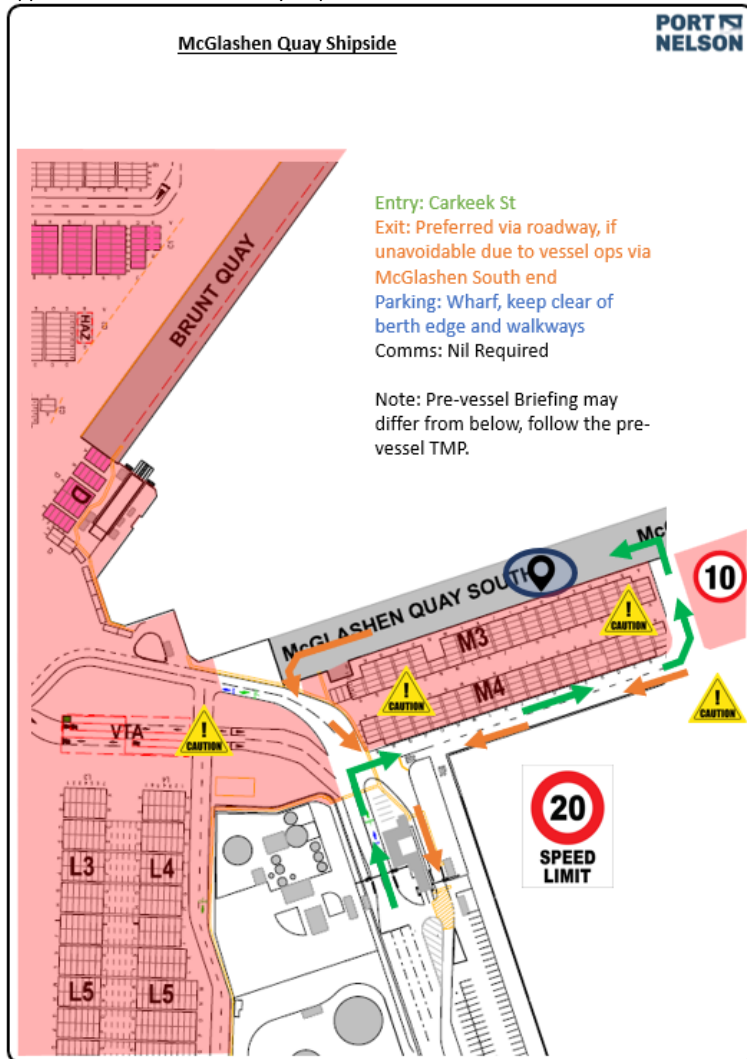 McGlashen Quay Shipside
PORT
NELSON
Entry: Carkeek St
Exit: Preferred via roadway, if
unavoidable due to vessel ops via
McGlashen South end
Parking: Wharf, keep clear of
berth edge and walkways
Comms: Nil Required
Note: Pre-vessel Briefing may
differ from below, follow the pre-
vessel TMP.
BRUNT QUAY
HAZ
D
McGLASHEN QUAY SOUTH
McG
10
M3
M4
CAUTION
CAUTION
CAUTION
CAUTION
VTA
20
SPEED
LIMIT
L3
L4
L5
L5